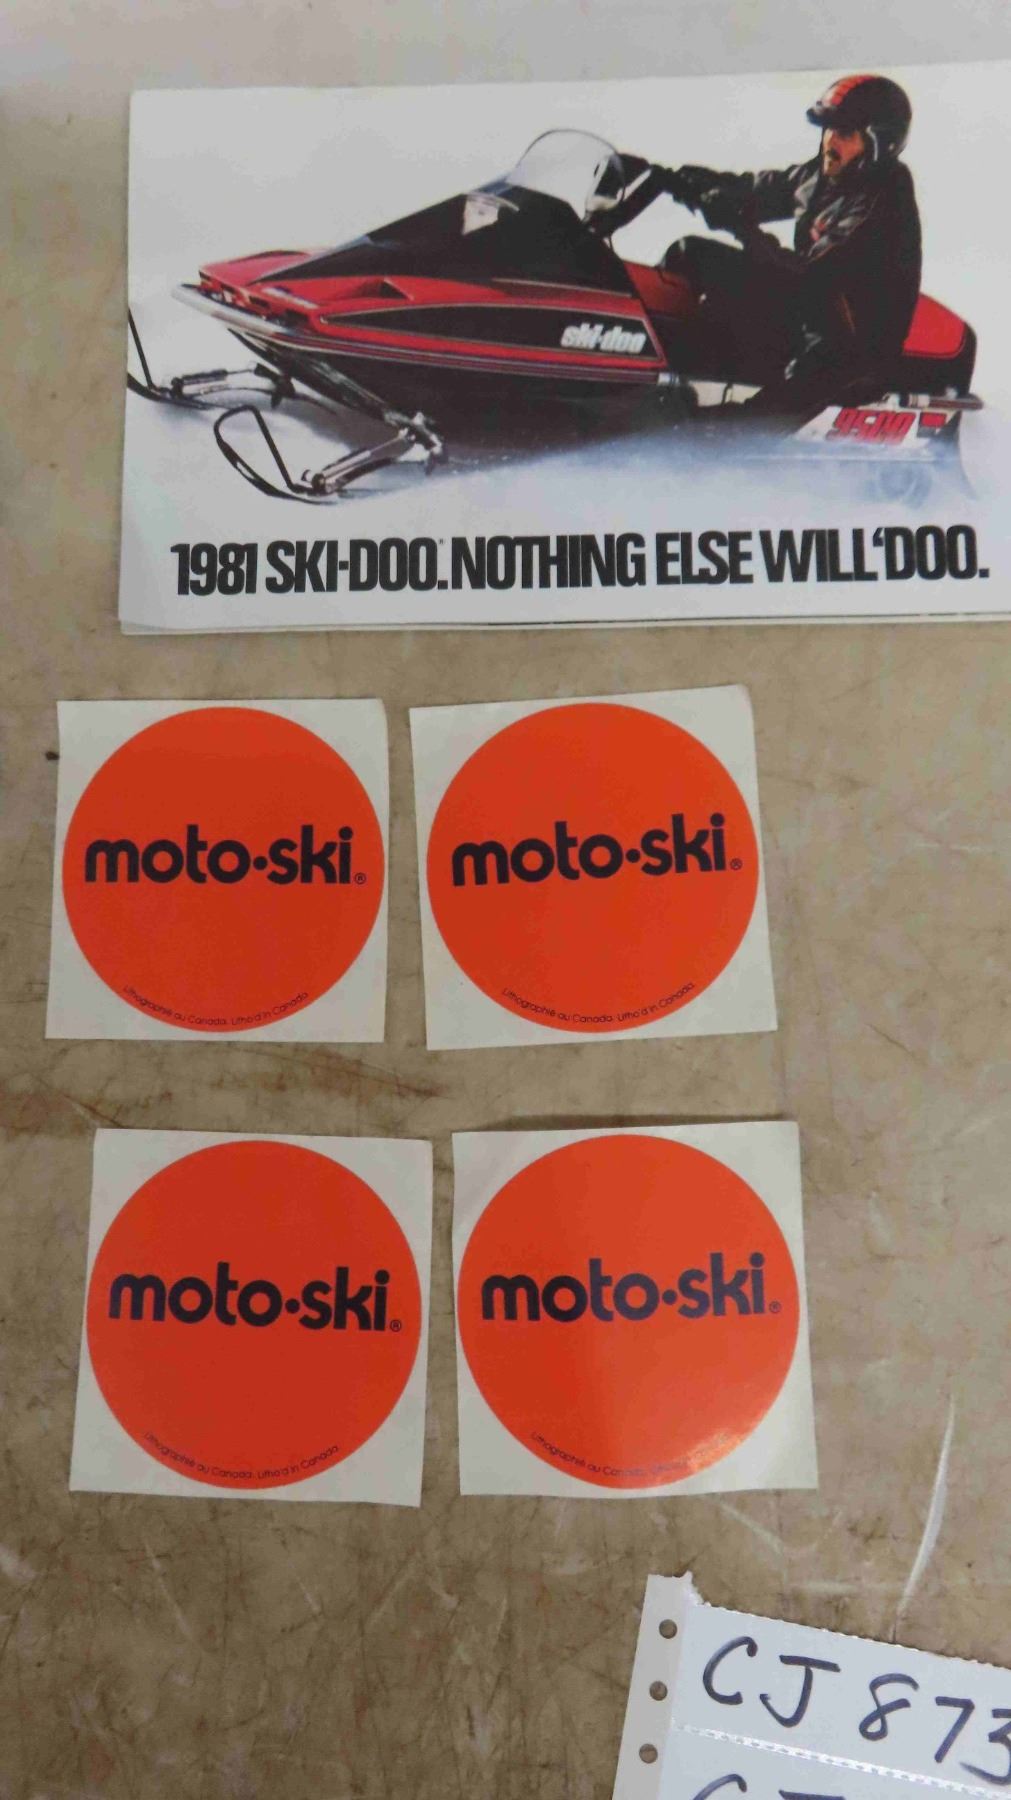 ski-doo
9500
1981 SKI-DOO.® NOTHING ELSE WILL 'DOO.
moto·ski®
Lithographié au Canada. Litho'd in Canada
moto·ski®
Lithographié au Canada. Litho'd in Canada
moto·ski®
Lithographié au Canada. Litho'd in Canada
moto·ski®
Lithographié au Canada.
CJ 873